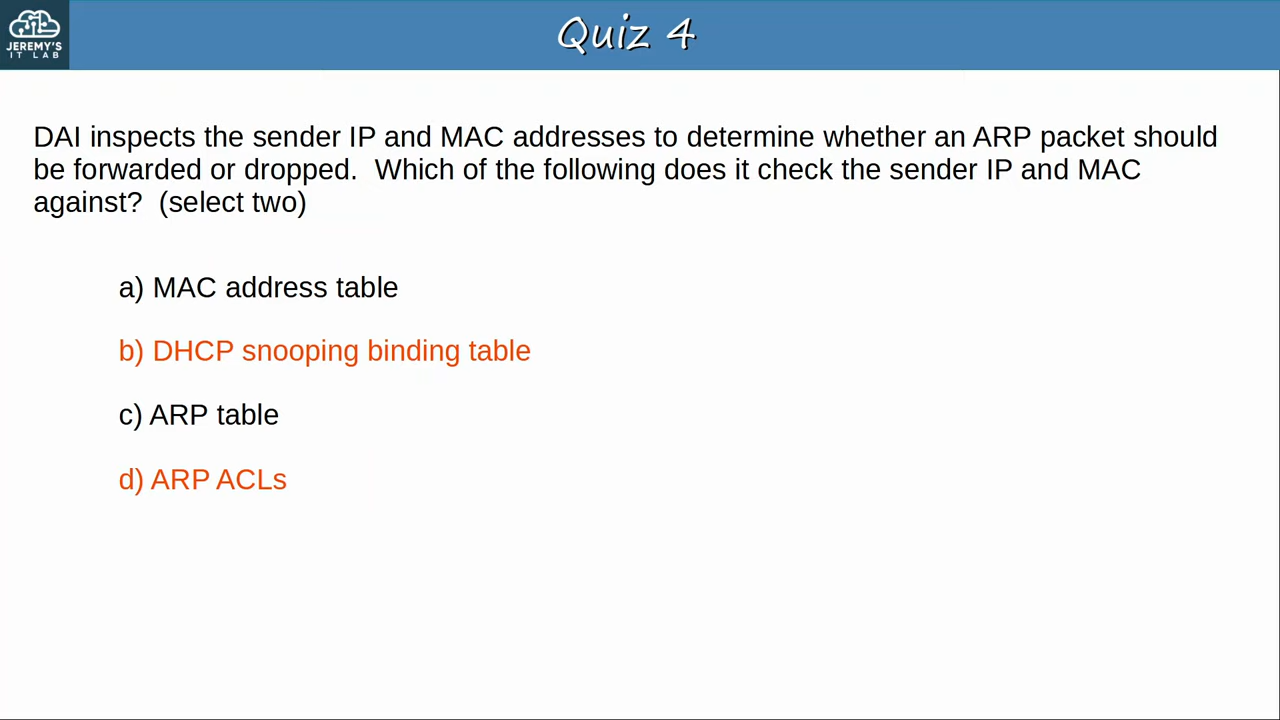 JEREMY'S
IT LAB
Quiz 4
DAI inspects the sender IP and MAC addresses to determine whether an ARP packet should
be forwarded or dropped.  Which of the following does it check the sender IP and MAC
against?  (select two)
a) MAC address table
b) DHCP snooping binding table
c) ARP table
d) ARP ACLs